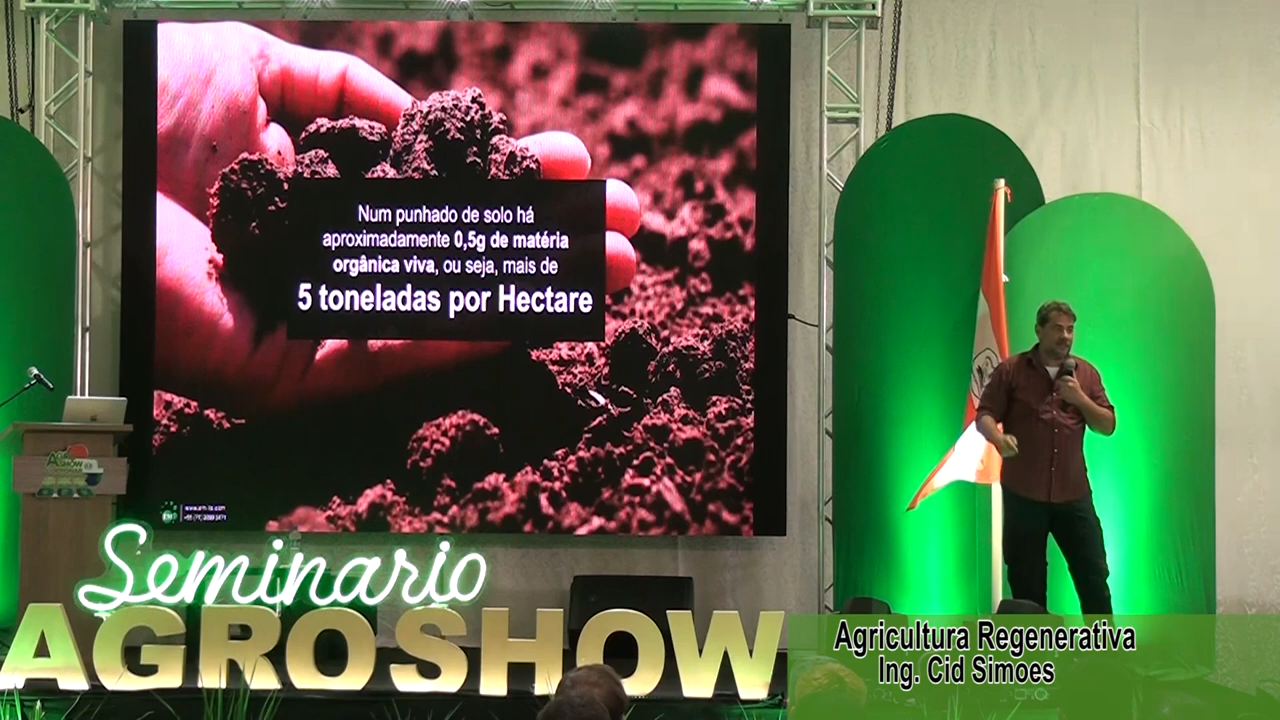 Num punhado de solo há
aproximadamente 0,5g de matéria
orgânica viva, ou seja, mais de
5 toneladas por Hectare
Seminario
AGROSHOW
Agricultura Regenerativa
Ing. Cid Simoes